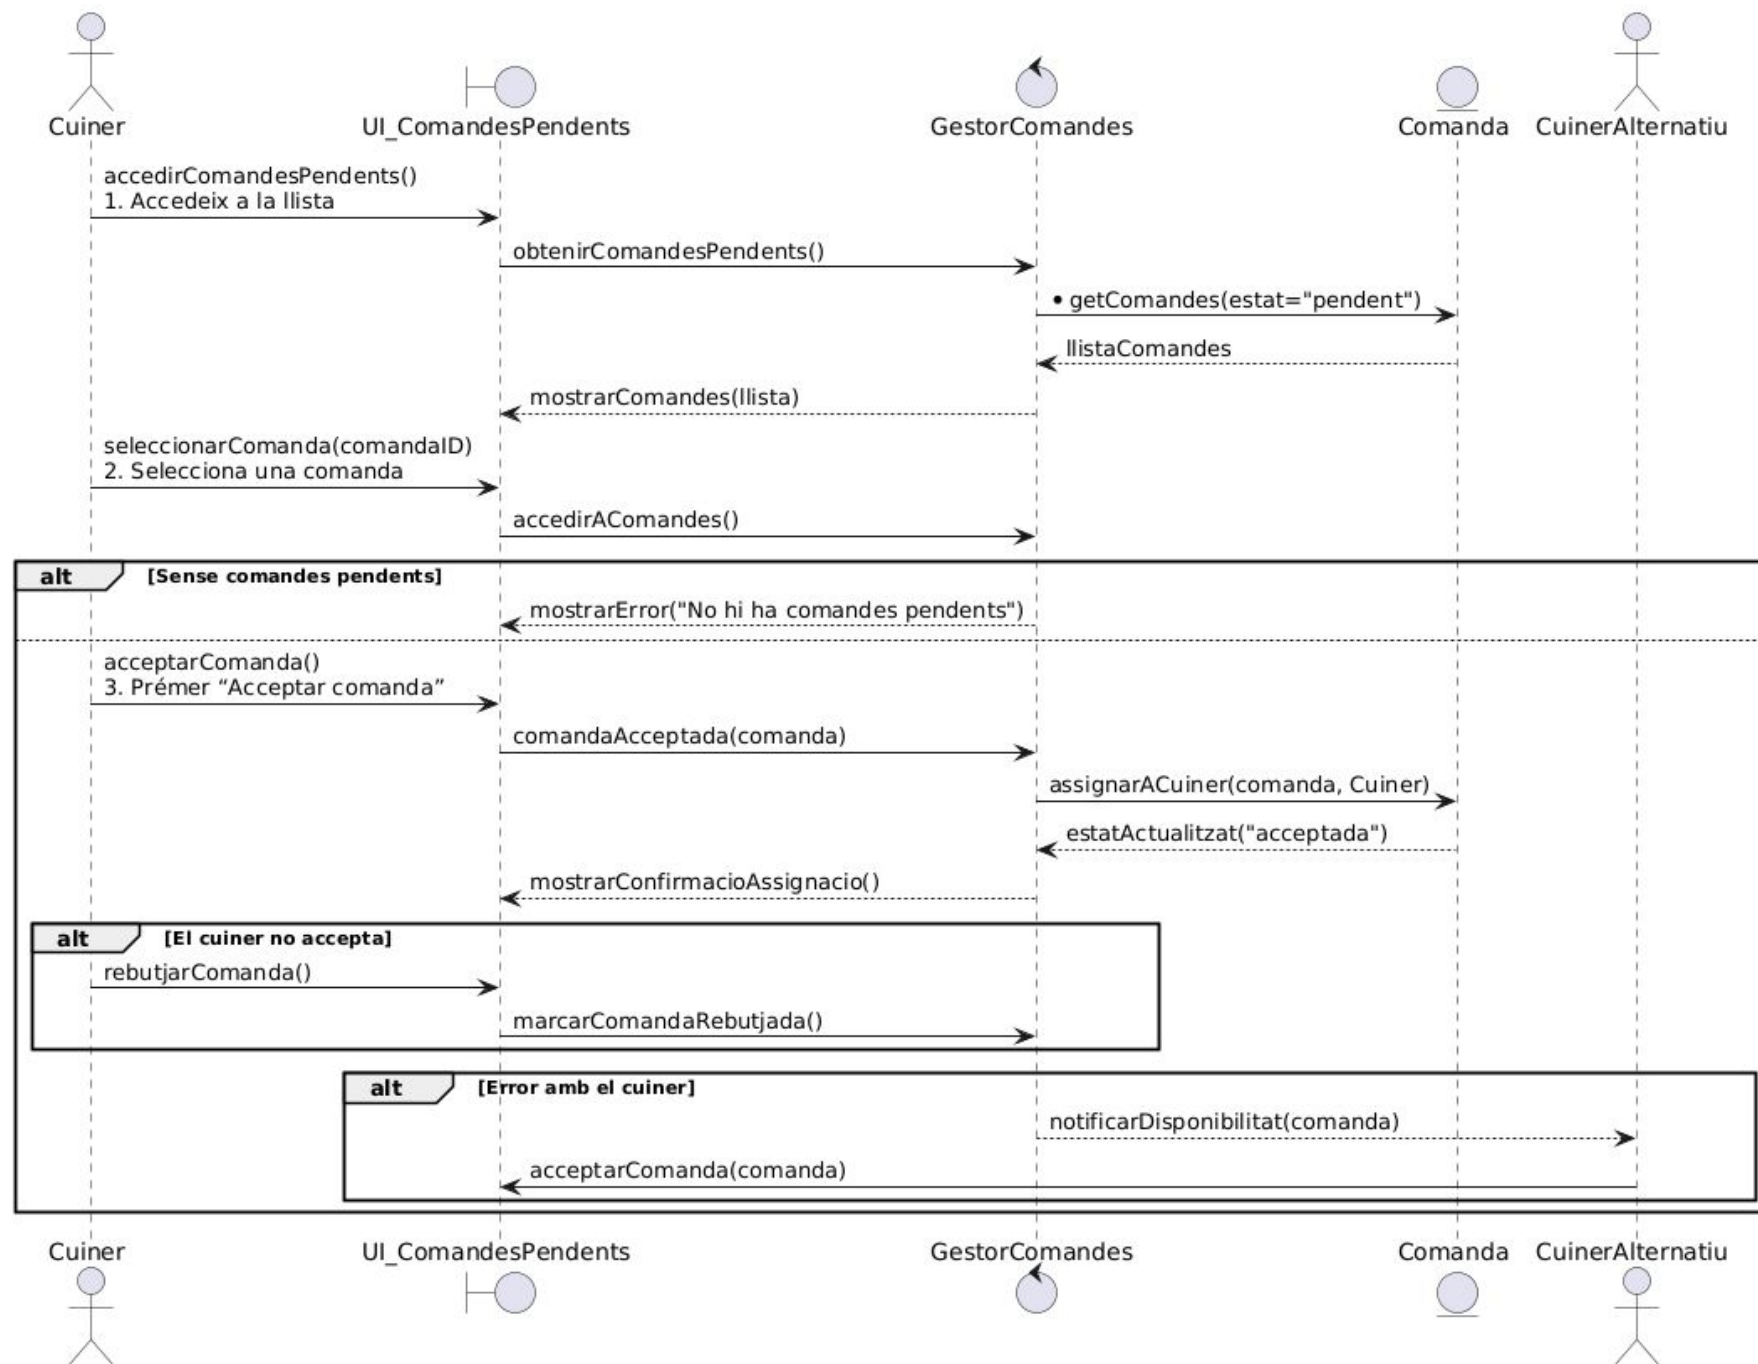 Cuiner
UI_ComandesPendents
GestorComandes
Comanda
CuinerAlternatiu
accedirComandesPendents()
1. Accedeix a la llista
obtenirComandesPendents()
• getComandes(estat="pendent")
llistaComandes
mostrarComandes(llista)
seleccionarComanda(comandaID)
2. Selecciona una comanda
accedirAComandes()
alt [Sense comandes pendents]
mostrarError("No hi ha comandes pendents")
acceptarComanda()
3. Prémer “Acceptar comanda”
comandaAcceptada(comanda)
assignarACuiner(comanda, Cuiner)
estatActualitzat("acceptada")
mostrarConfirmacioAssignacio()
alt [El cuiner no accepta]
rebutjarComanda()
marcarComandaRebutjada()
alt [Error amb el cuiner]
notificarDisponibilitat(comanda)
acceptarComanda(comanda)
Cuiner
UI_ComandesPendents
GestorComandes
Comanda
CuinerAlternatiu